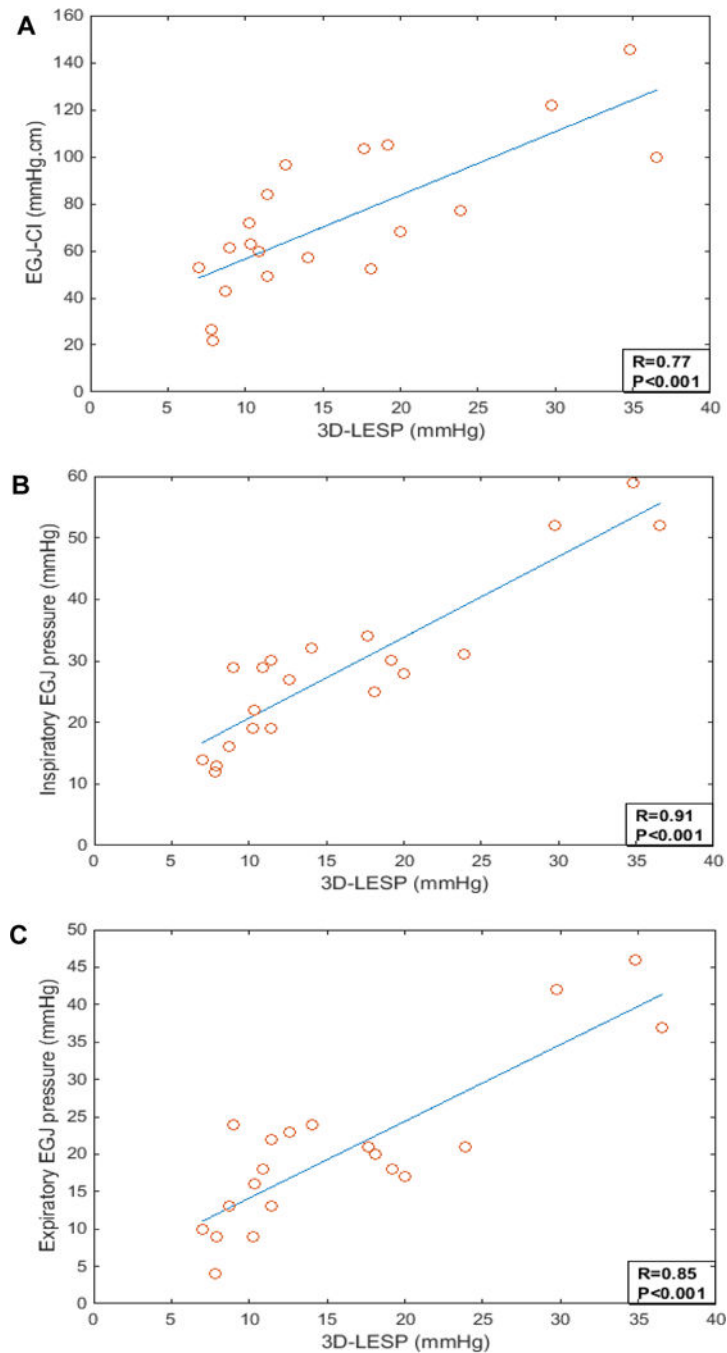 A
160
140
120
100
80
60
40
20
0
EGJ-CI (mmHg.cm)
R=0.77
P<0.001
0 5 10 15 20 25 30 35 40
3D-LESP (mmHg)
B
60
50
40
30
20
10
0
Inspiratory EGJ pressure (mmHg)
R=0.91
P<0.001
0 5 10 15 20 25 30 35 40
3D-LESP (mmHg)
C
50
45
40
35
30
25
20
15
10
5
0
Expiratory EGJ pressure (mmHg)
R=0.85
P<0.001
0 5 10 15 20 25 30 35 40
3D-LESP (mmHg)